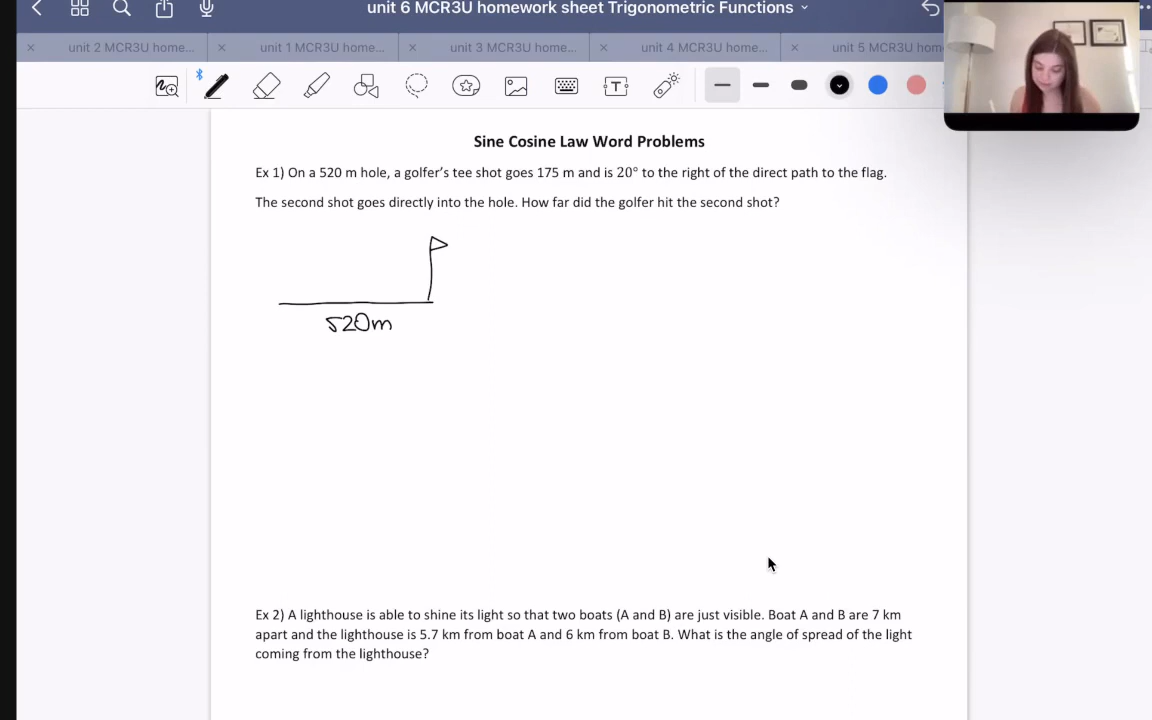 unit 6 MCR3U homework sheet Trigonometric Functions
unit 2 MCR3U home...
unit 1 MCR3U home...
unit 3 MCR3U home...
unit 4 MCR3U home...
unit 5 MCR3U hom
T
Sine Cosine Law Word Problems
Ex 1) On a 520 m hole, a golfer's tee shot goes 175 m and is 20° to the right of the direct path to the flag.
The second shot goes directly into the hole. How far did the golfer hit the second shot?
520m
Ex 2) A lighthouse is able to shine its light so that two boats (A and B) are just visible. Boat A and B are 7 km
apart and the lighthouse is 5.7 km from boat A and 6 km from boat B. What is the angle of spread of the light
coming from the lighthouse?